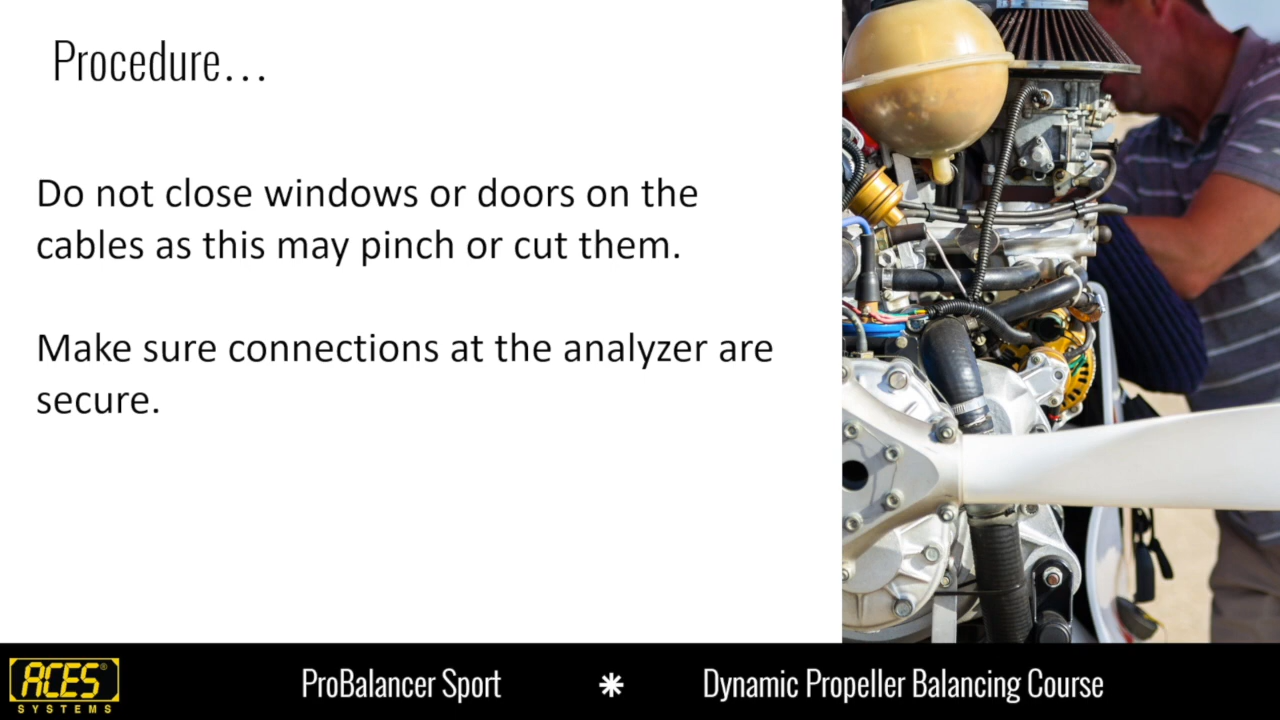 Procedure...
Do not close windows or doors on the
cables as this may pinch or cut them.
Make sure connections at the analyzer are
secure.
ACES®
SYSTEMS
ProBalancer Sport
Dynamic Propeller Balancing Course